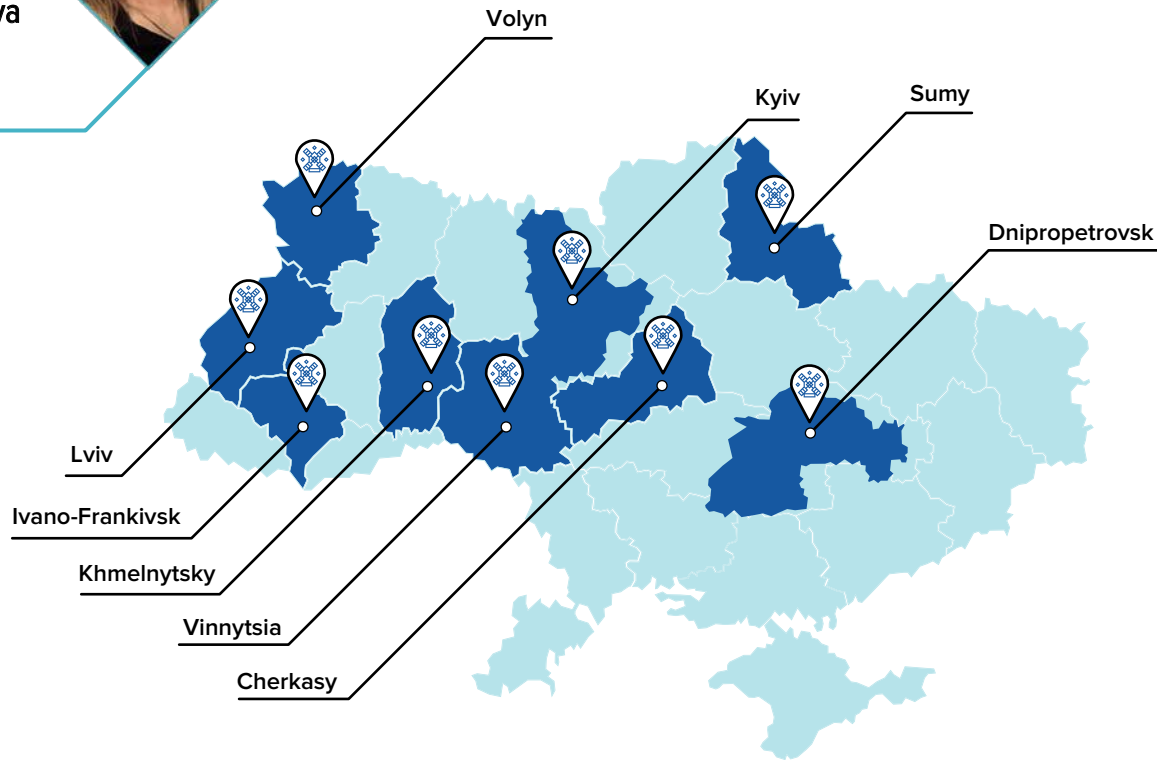 Volyn
Kyiv
Sumy
Dnipropetrovsk
Lviv
Ivano-Frankivsk
Khmelnytsky
Vinnytsia
Cherkasy